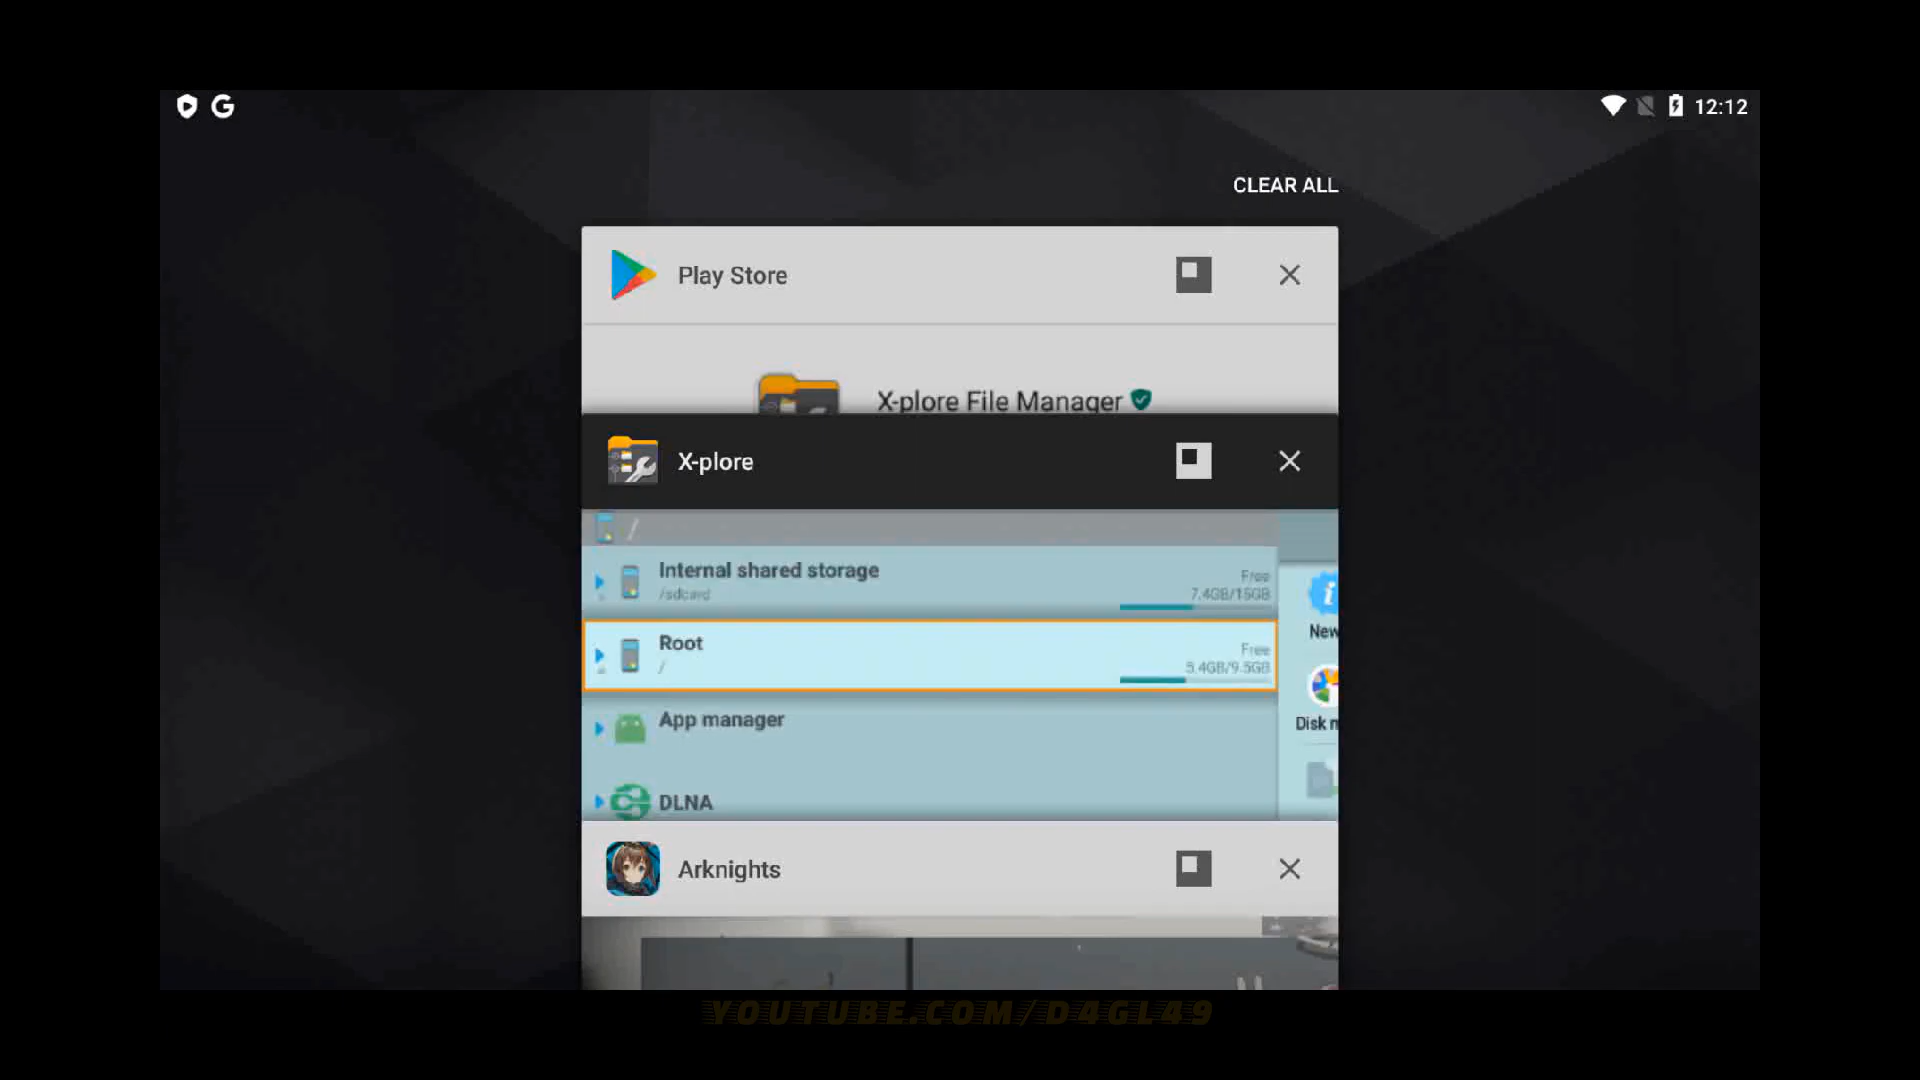 12:12
CLEAR ALL
Play Store
X-plore File Manager
X-plore
/
Internal shared storage
/sdcard
Free
7.4GB/15GB
New
Root
/
Free
5.4GB/9.5GB
App manager
Disk m
DLNA
Arknights
YOUTUBE.COM/D4GL49